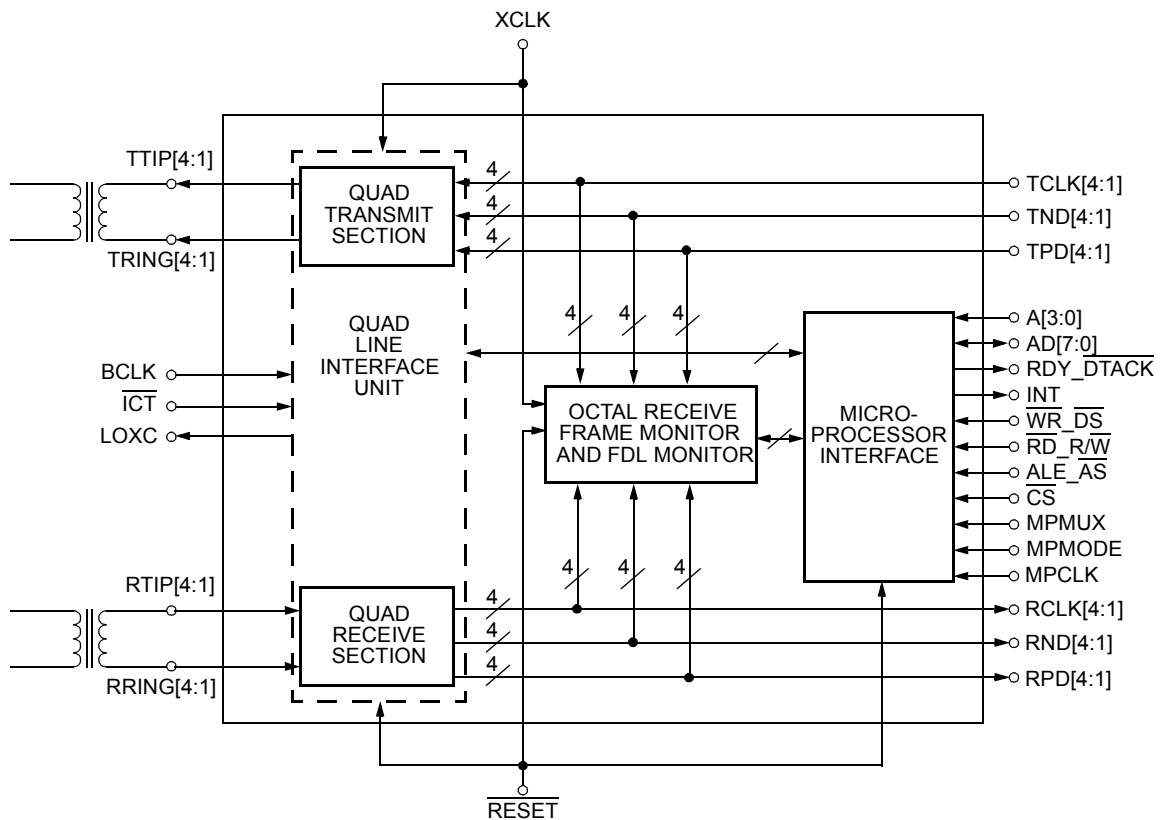 XCLK
TTIP[4:1]
TRING[4:1]
QUAD
TRANSMIT
SECTION
4
4
4
TCLK[4:1]
TND[4:1]
TPD[4:1]
QUAD
LINE
INTERFACE
UNIT
4
4
4
BCLK
ICT
LOXC
OCTAL RECEIVE
FRAME MONITOR
AND FDL MONITOR
MICRO-
PROCESSOR
INTERFACE
A[3:0]
AD[7:0]
RDY_DTACK
INT
WR_DS
RD_R/W
ALE_AS
CS
MPMUX
MPMODE
MPCLK
4
4
4
RTIP[4:1]
RRING[4:1]
QUAD
RECEIVE
SECTION
4
4
4
RCLK[4:1]
RND[4:1]
RPD[4:1]
RESET